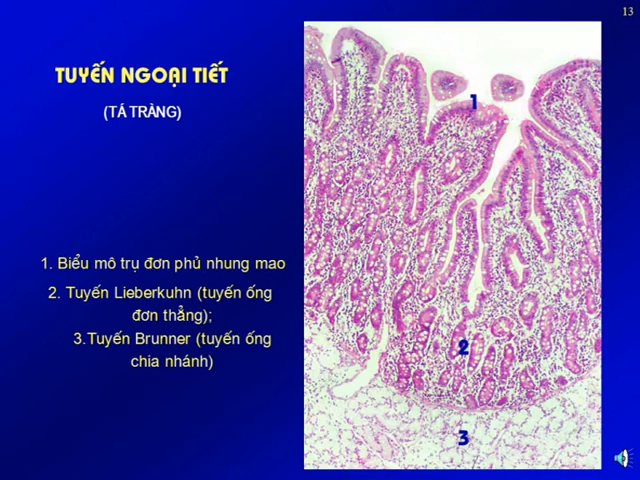 13
TUYẾN NGOẠI TIẾT
(TÁ TRÀNG)
1
1. Biểu mô trụ đơn phủ nhung mao
2. Tuyến Lieberkuhn (tuyến ống
đơn thẳng);
3.Tuyến Brunner (tuyến ống
chia nhánh)
2
3